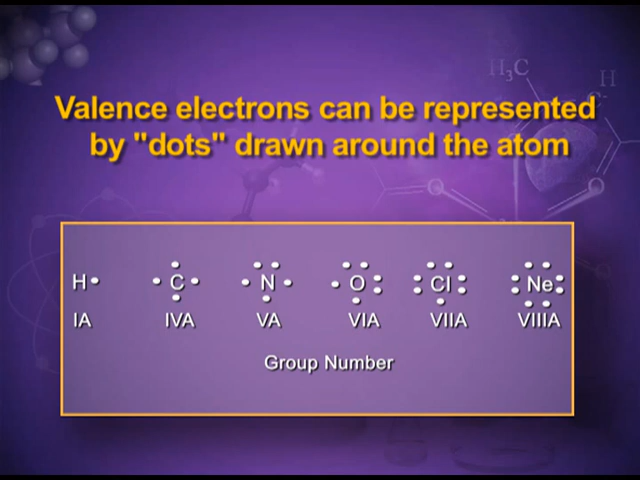 H₃C
H
C
Valence electrons can be represented
by "dots" drawn around the atom
H C N O Cl Ne
IA IVA VA VIA VIIA VIIIA
Group Number